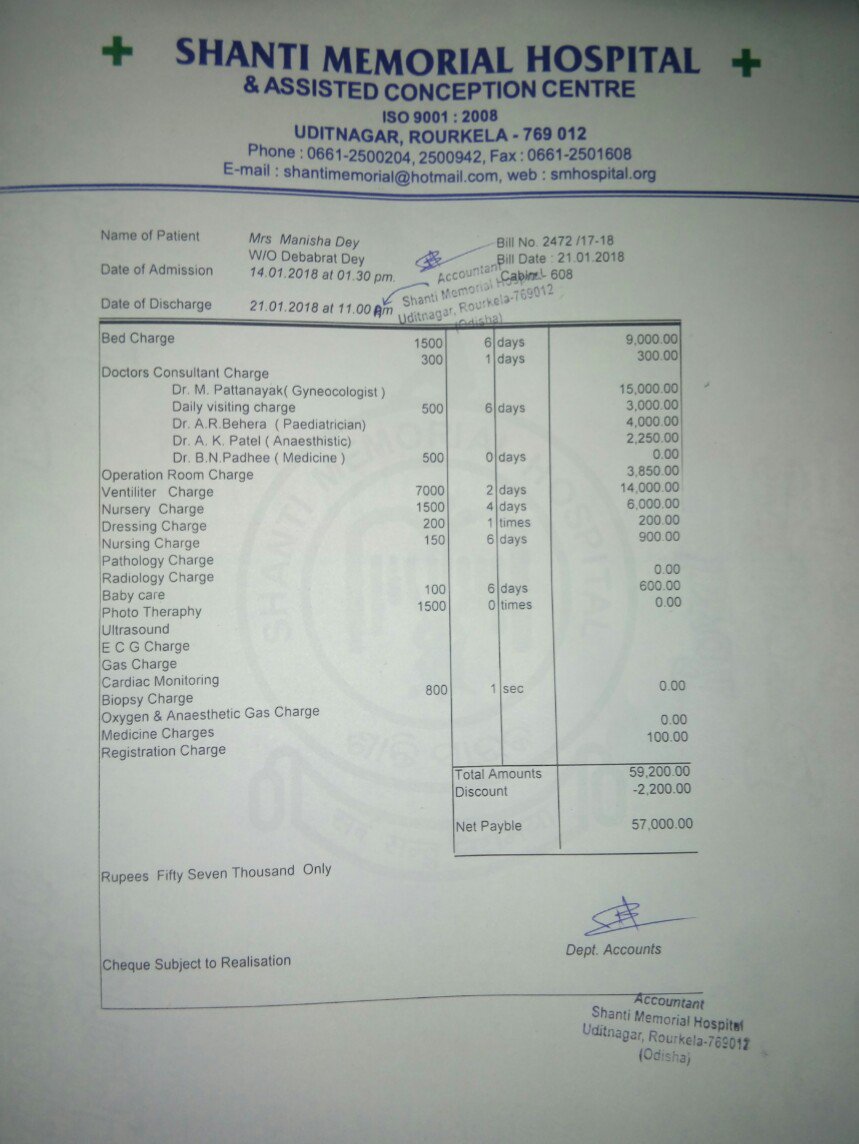 SHANTI MEMORIAL HOSPITAL
& ASSISTED CONCEPTION CENTRE
ISO 9001 : 2008
UDITNAGAR, ROURKELA - 769 012
Phone : 0661-2500204, 2500942, Fax : 0661-2501608
E-mail : shantimemorial@hotmail.com, web : smhospital.org
Name of Patient Mrs Manisha Dey Bill No. 2472 /17-18
W/O Debabrat Dey Bill Date : 21.01.2018
Date of Admission 14.01.2018 at 01.30 pm. Cabin 608
Accountant
Shanti Memorial Hospital
Uditnagar, Rourkela-769012
(Odisha)
Date of Discharge 21.01.2018 at 11.00 am
Bed Charge 1500 6 days 9,000.00
300 1 days 300.00
Doctors Consultant Charge
Dr. M. Pattanayak( Gyneocologist ) 15,000.00
Daily visiting charge 500 6 days 3,000.00
Dr. A.R.Behera ( Paediatrician) 4,000.00
Dr. A. K. Patel ( Anaesthistic) 2,250.00
Dr. B.N.Padhee ( Medicine ) 500 0 days 0.00
Operation Room Charge 3,850.00
Ventiliter Charge 7000 2 days 14,000.00
Nursery Charge 1500 4 days 6,000.00
Dressing Charge 200 1 times 200.00
Nursing Charge 150 6 days 900.00
Pathology Charge
Radiology Charge 0.00
Baby care 100 6 days 600.00
Photo Theraphy 1500 0 times 0.00
Ultrasound
E C G Charge
Gas Charge
Cardiac Monitoring
Biopsy Charge 800 1 sec 0.00
Oxygen & Anaesthetic Gas Charge
Medicine Charges 0.00
Registration Charge 100.00
Total Amounts 59,200.00
Discount -2,200.00
Net Payble 57,000.00
Rupees Fifty Seven Thousand Only
Dept. Accounts
Cheque Subject to Realisation
Accountant
Shanti Memorial Hospital
Uditnagar, Rourkela-769012
(Odisha)
SHANTI MEMORIAL HOSPITAL